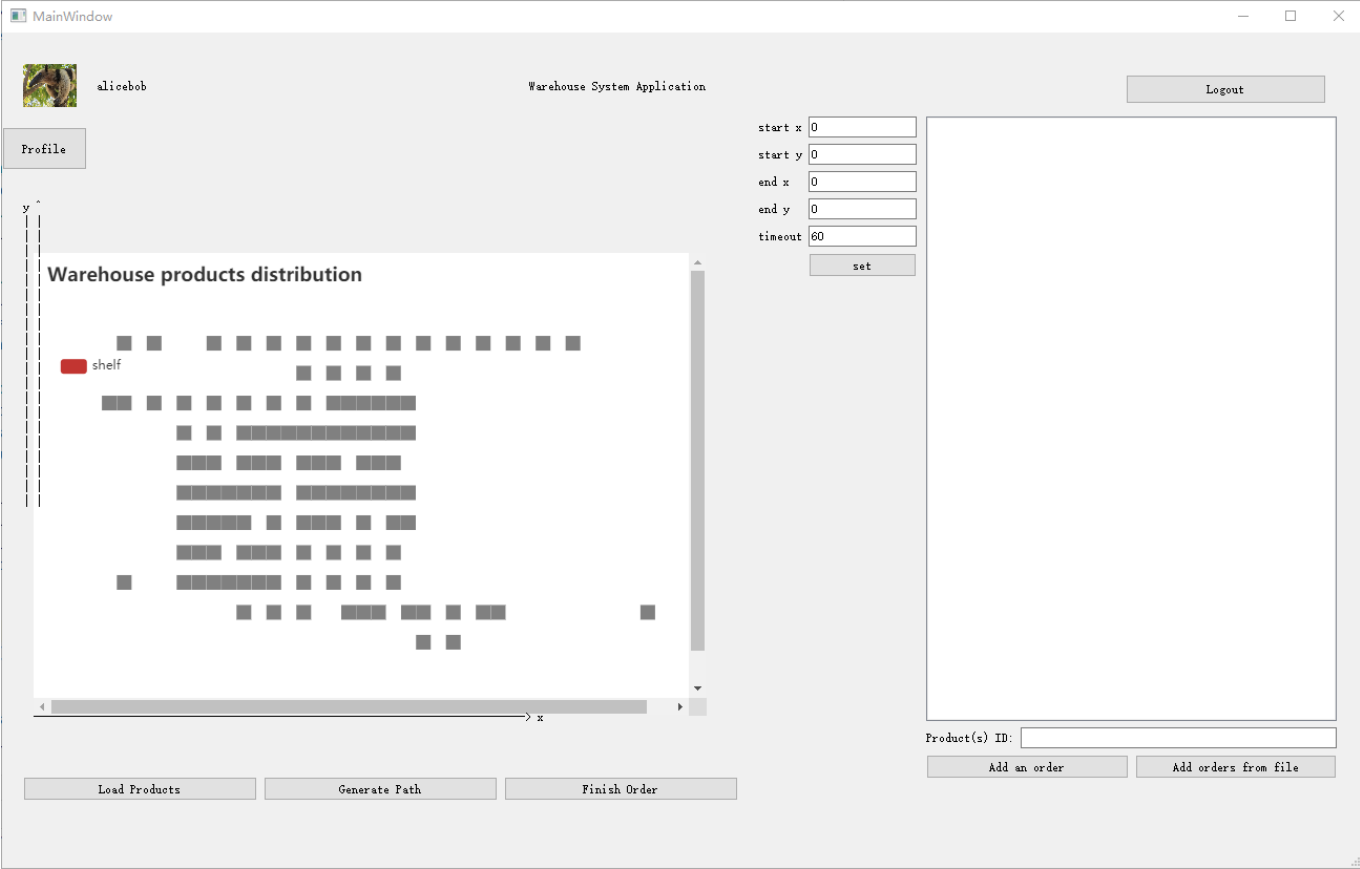 MainWindow
alicebob
Warehouse System Application
Logout
Profile
start x 0
start y 0
end x 0
end y 0
timeout 60
set
y ^
Warehouse products distribution
shelf
> x
Product(s) ID:
Add an order
Add orders from file
Load Products
Generate Path
Finish Order